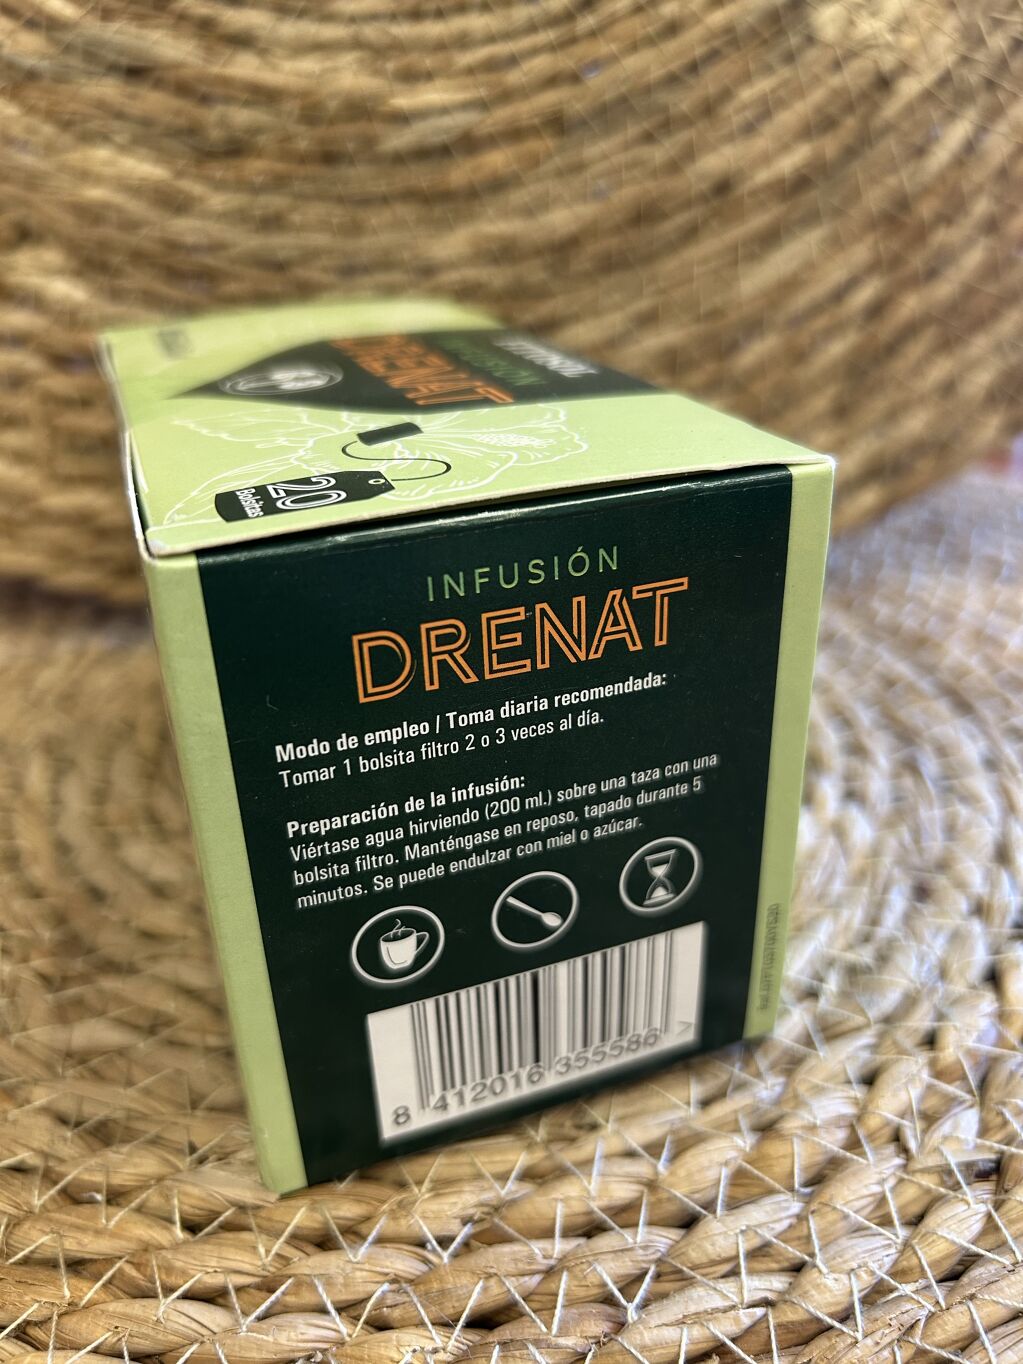 INFUSIÓN
DRENAT
20
Bolsitas
INFUSIÓN
DRENAT
Modo de empleo / Toma diaria recomendada:
Tomar 1 bolsita filtro 2 o 3 veces al día.
Preparación de la infusión:
Viértase agua hirviendo (200 ml.) sobre una taza con una
bolsita filtro. Manténgase en reposo, tapado durante 5
minutos. Se puede endulzar con miel o azúcar.
8 412016 355586 >